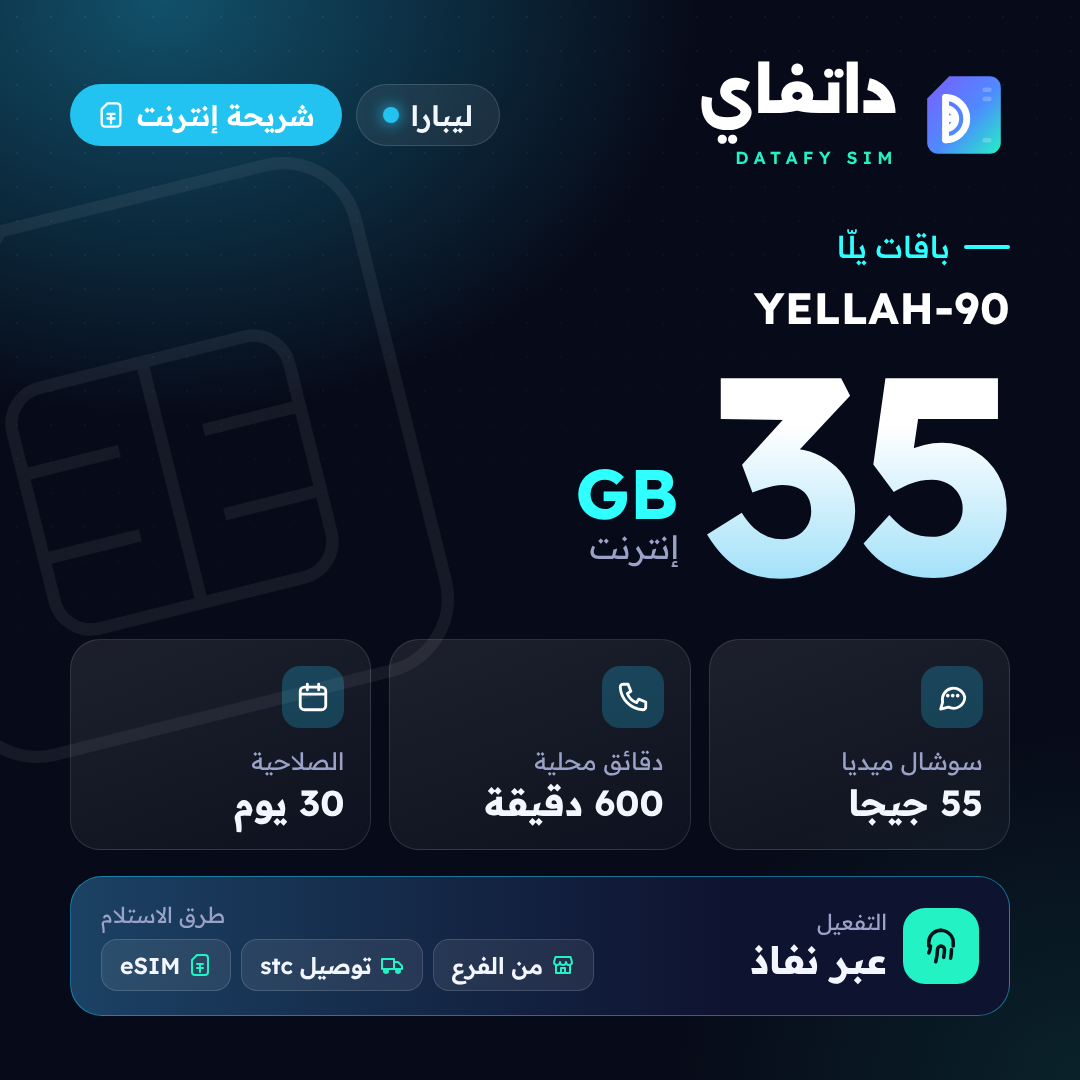 داتفاي
DATAFY SIM
ليبارا
شريحة إنترنت
باقات يلّا
YELLAH-90
35
GB
إنترنت
سوشال ميديا
55 جيجا
دقائق محلية
600 دقيقة
الصلاحية
30 يوم
التفعيل
عبر نفاذ
طرق الاستلام
من الفرع
توصيل stc
eSIM